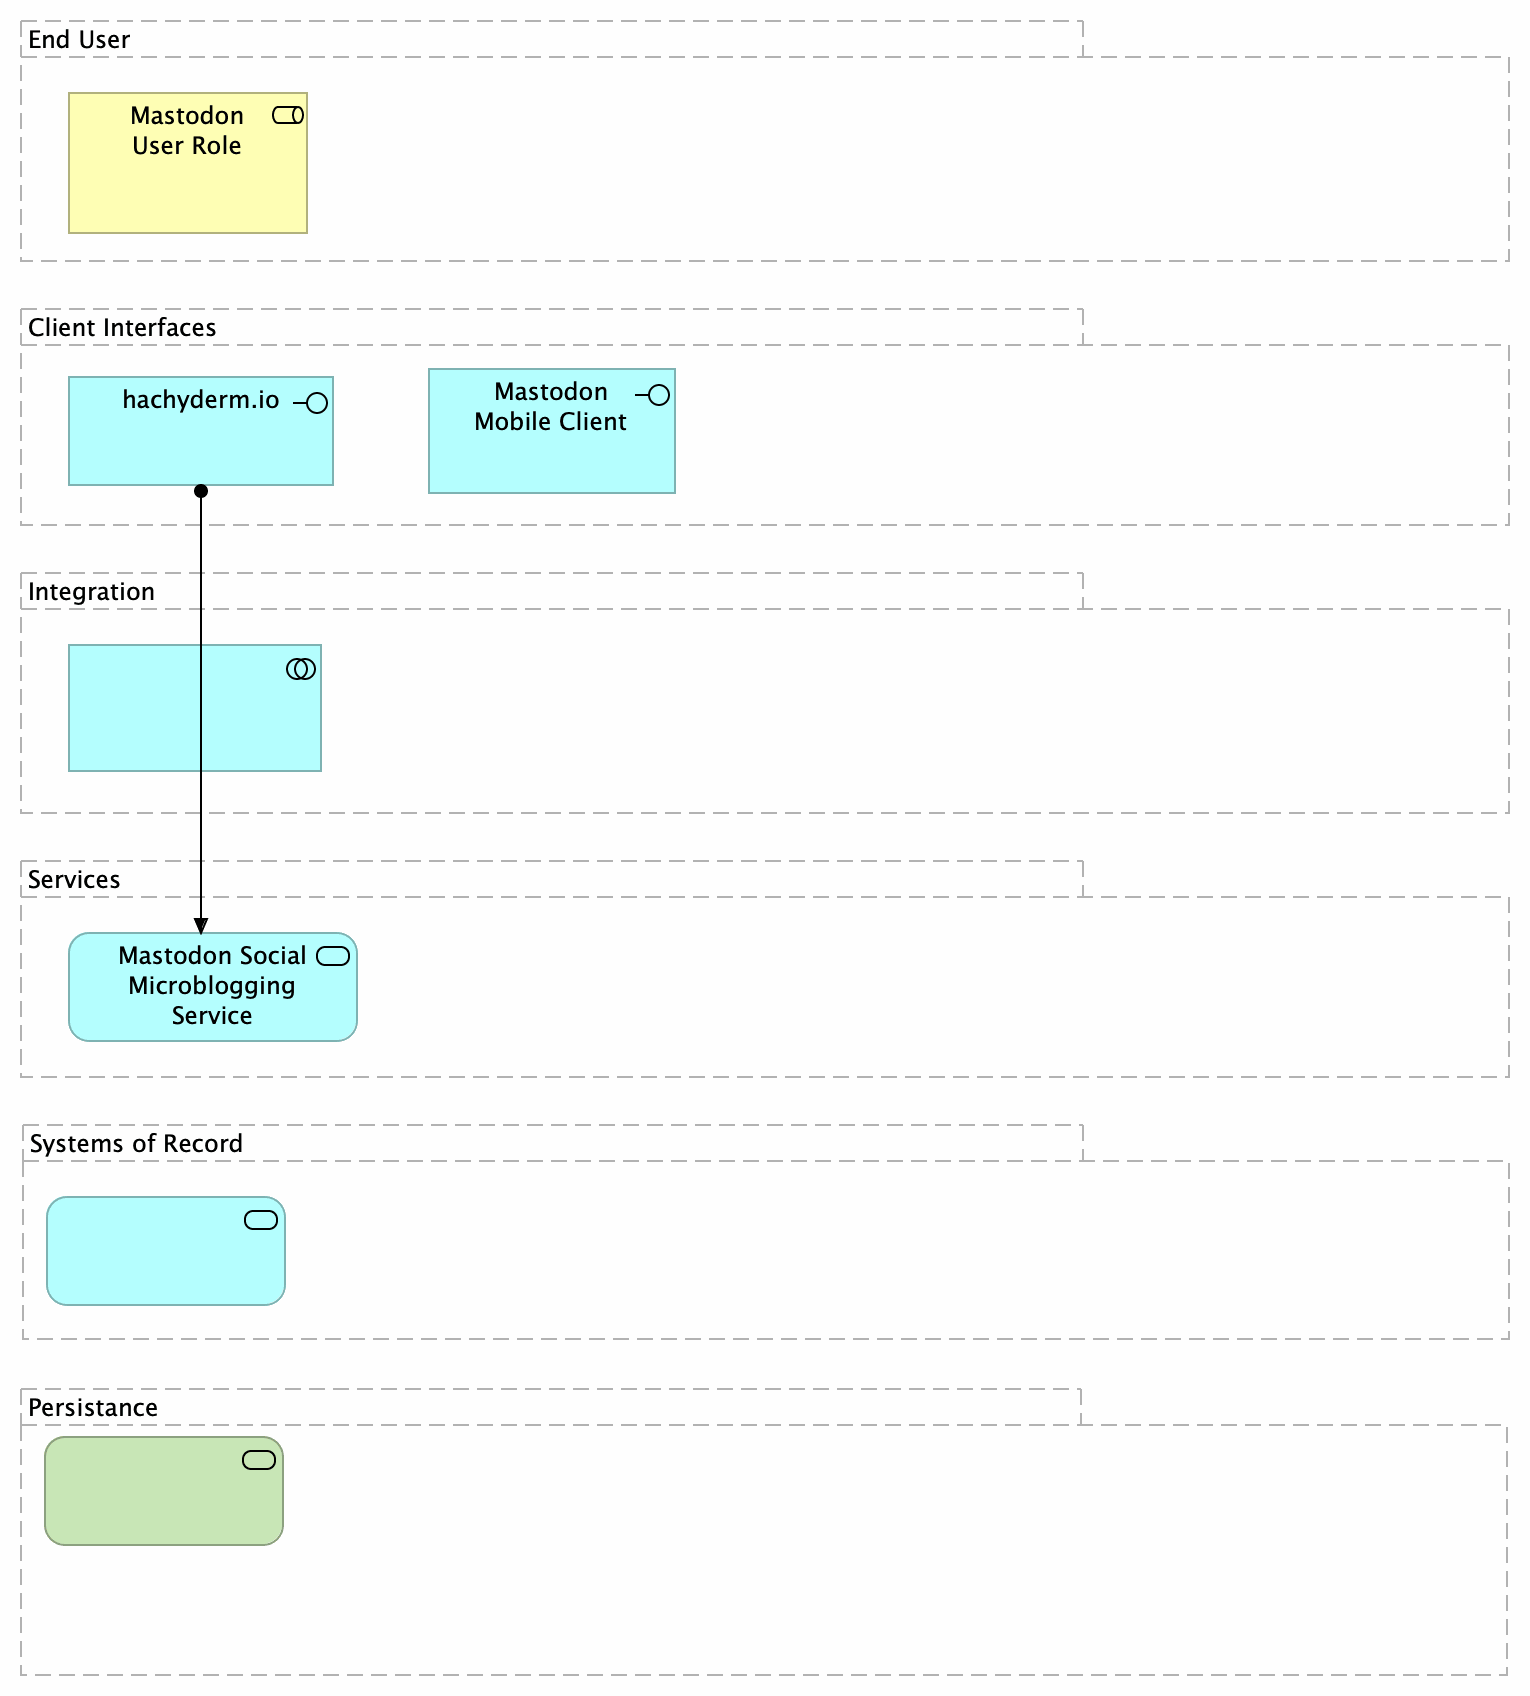 End User
Mastodon
User Role
Client Interfaces
hachyderm.io
Mastodon
Mobile Client
Integration
Services
Mastodon Social
Microblogging
Service
Systems of Record
Persistance